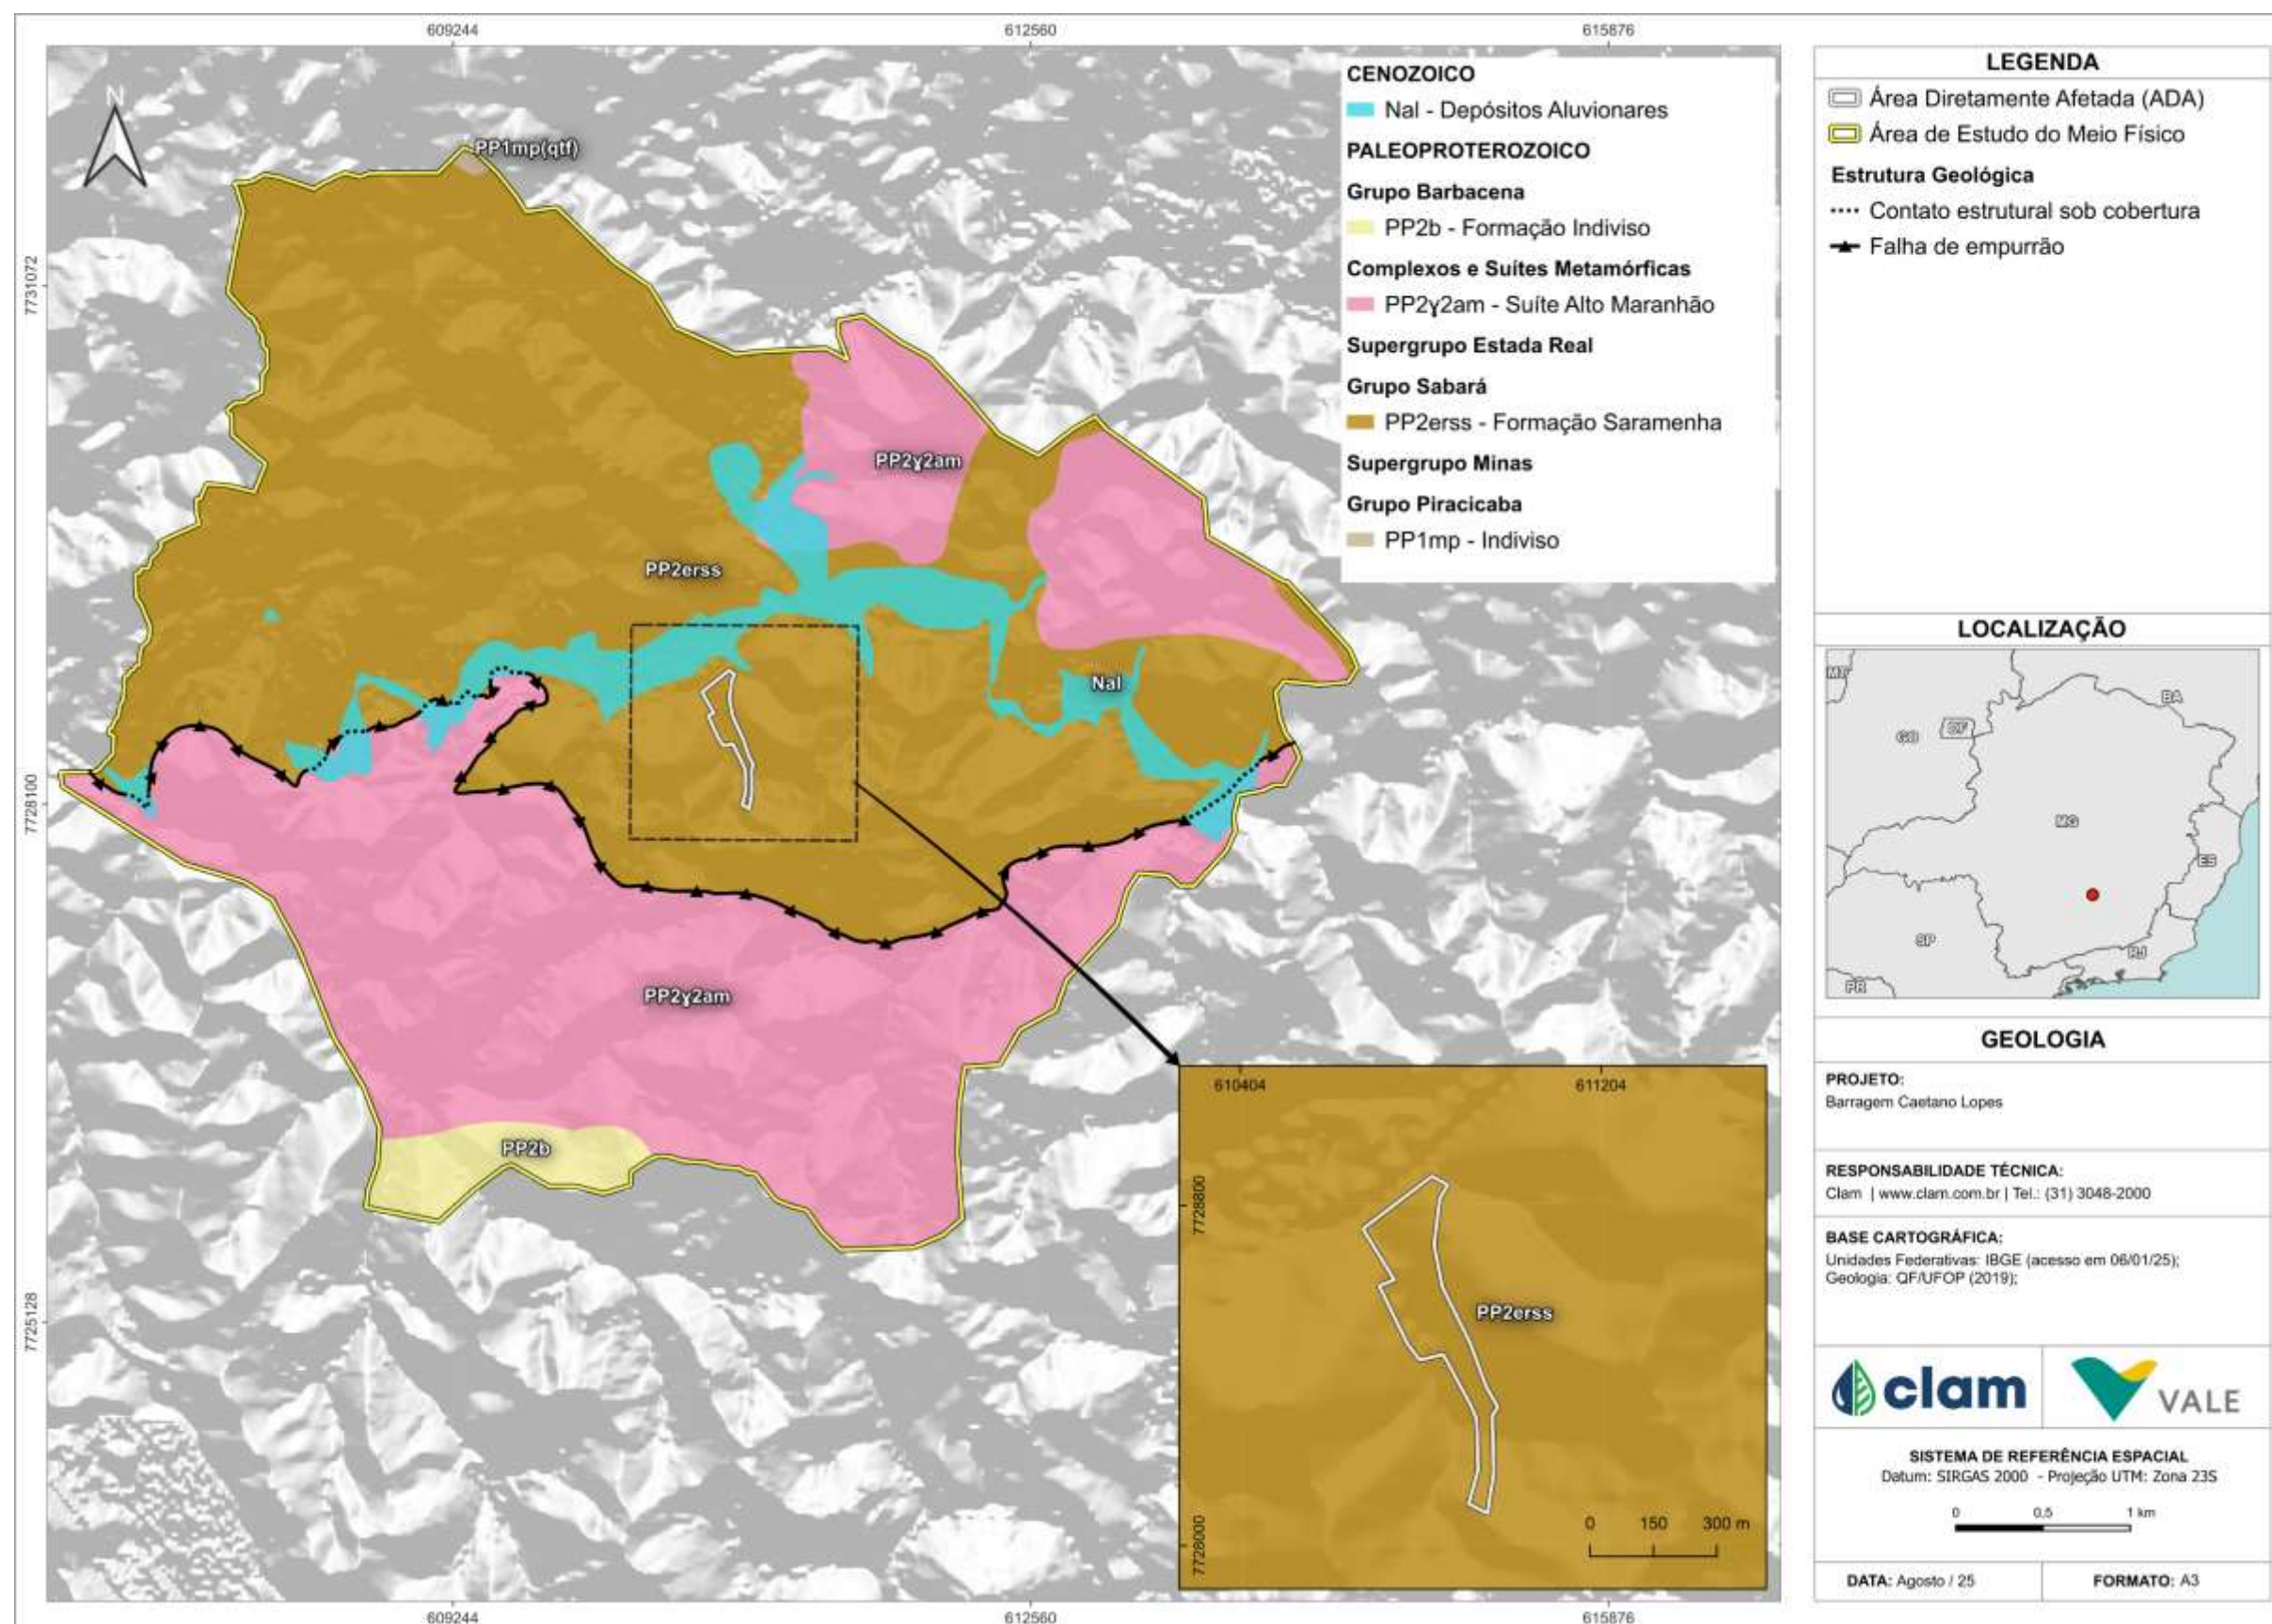 609244
612560
615876
7731072
7728100
7725128
N
PP1mp(qtf)
PP2ɣ2am
PP2erss
Nal
PP2ɣ2am
PP2b
CENOZOICO
Nal - Depósitos Aluvionares
PALEOPROTEROZOICO
Grupo Barbacena
PP2b - Formação Indiviso
Complexos e Suítes Metamórficas
PP2ɣ2am - Suíte Alto Maranhão
Supergrupo Estada Real
Grupo Sabará
PP2erss - Formação Saramenha
Supergrupo Minas
Grupo Piracicaba
PP1mp - Indiviso
610404
611204
7728800
7728000
PP2erss
0 150 300 m
609244
612560
615876
LEGENDA
Área Diretamente Afetada (ADA)
Área de Estudo do Meio Físico
Estrutura Geológica
Contato estrutural sob cobertura
Falha de empurrão
LOCALIZAÇÃO
MT
BA
GO
DF
MG
ES
SP
RJ
PR
GEOLOGIA
PROJETO:
Barragem Caetano Lopes
RESPONSABILIDADE TÉCNICA:
Clam | www.clam.com.br | Tel.: (31) 3048-2000
BASE CARTOGRÁFICA:
Unidades Federativas: IBGE (acesso em 06/01/25);
Geologia: QF/UFOP (2019);
clam
VALE
SISTEMA DE REFERÊNCIA ESPACIAL
Datum: SIRGAS 2000 - Projeção UTM: Zona 23S
0 0,5 1 km
DATA: Agosto / 25
FORMATO: A3